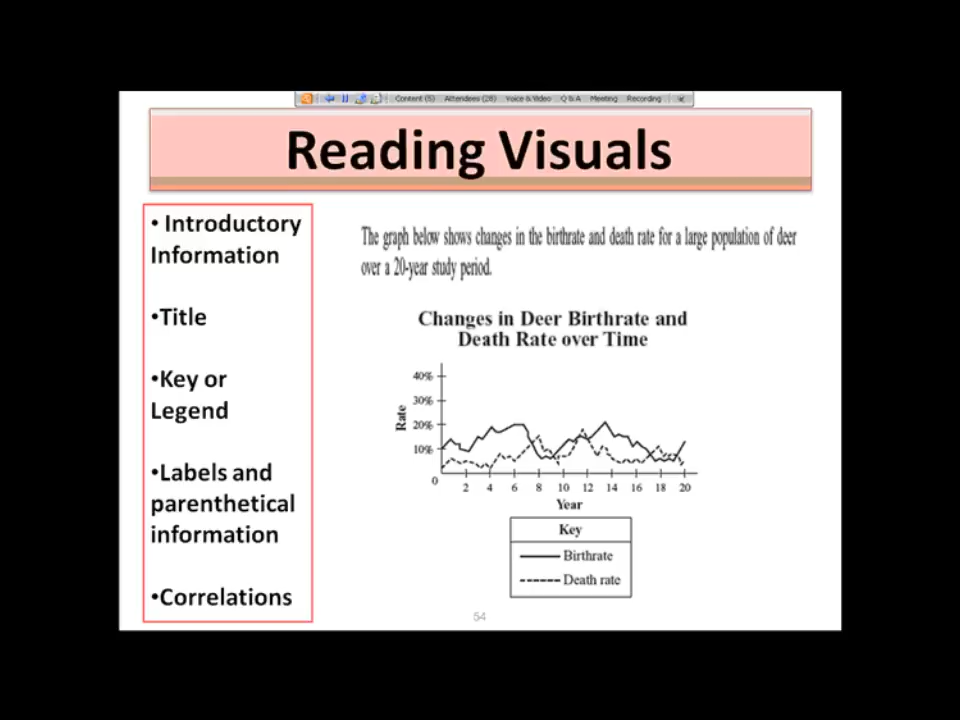 Content (5) Attendees (28) Voice & Video Q & A Meeting Recording
Reading Visuals
• Introductory
Information
•Title
•Key or
Legend
•Labels and
parenthetical
information
•Correlations
The graph below shows changes in the birthrate and death rate for a large population of deer
over a 20-year study period.
Changes in Deer Birthrate and
Death Rate over Time
40%
30%
20%
10%
0
Rate
2 4 6 8 10 12 14 16 18 20
Year
Key
Birthrate
Death rate
54